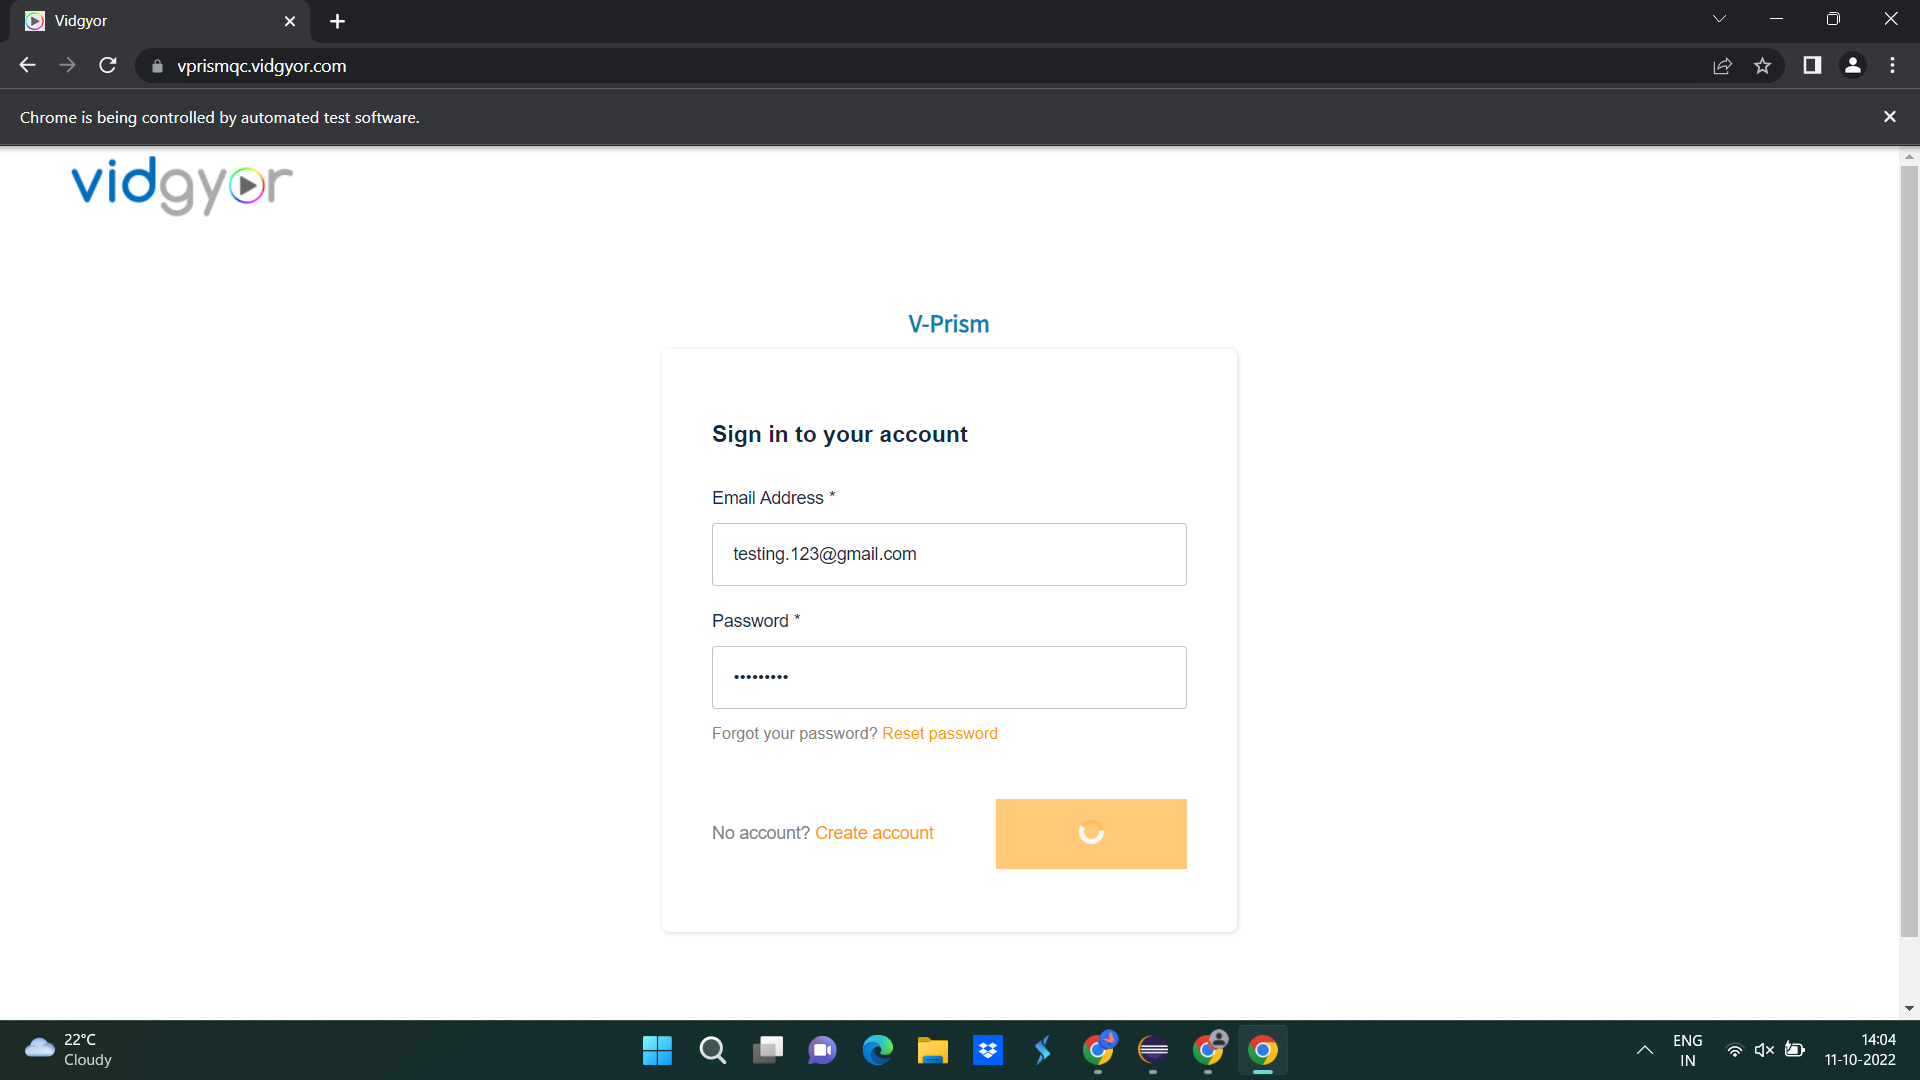 Vidgyor
vprismqc.vidgyor.com
Chrome is being controlled by automated test software.
vidgyor
V-Prism
Sign in to your account
Email Address *
testing.123@gmail.com
Password *
•••••••••
Forgot your password? Reset password
No account? Create account
22°C
Cloudy
ENG
IN
14:04
11-10-2022